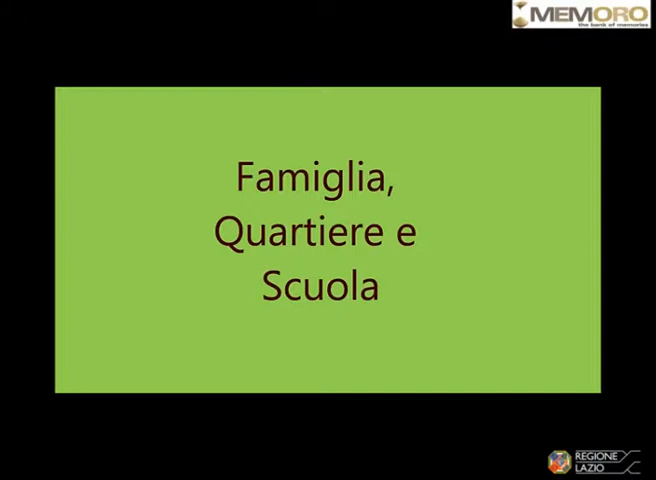 MEMORO
the bank of memories
Famiglia,
Quartiere e
Scuola
REGIONE
LAZIO